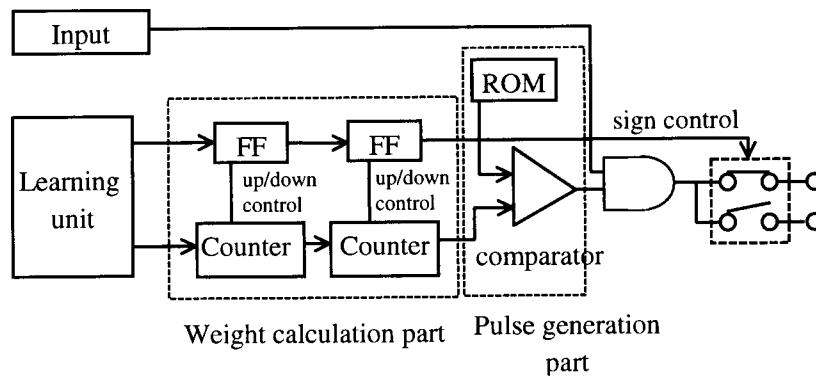 Input
ROM
sign control
FF
FF
Learning
unit
up/down
control
up/down
control
Counter
Counter
comparator
Weight calculation part
Pulse generation
part